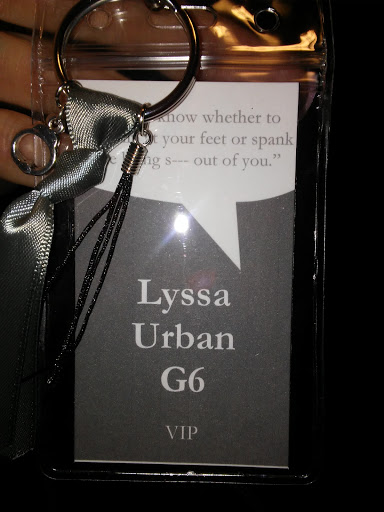 know whether to
your feet or spank
s--- out of you.”
Lyssa
Urban
G6
VIP